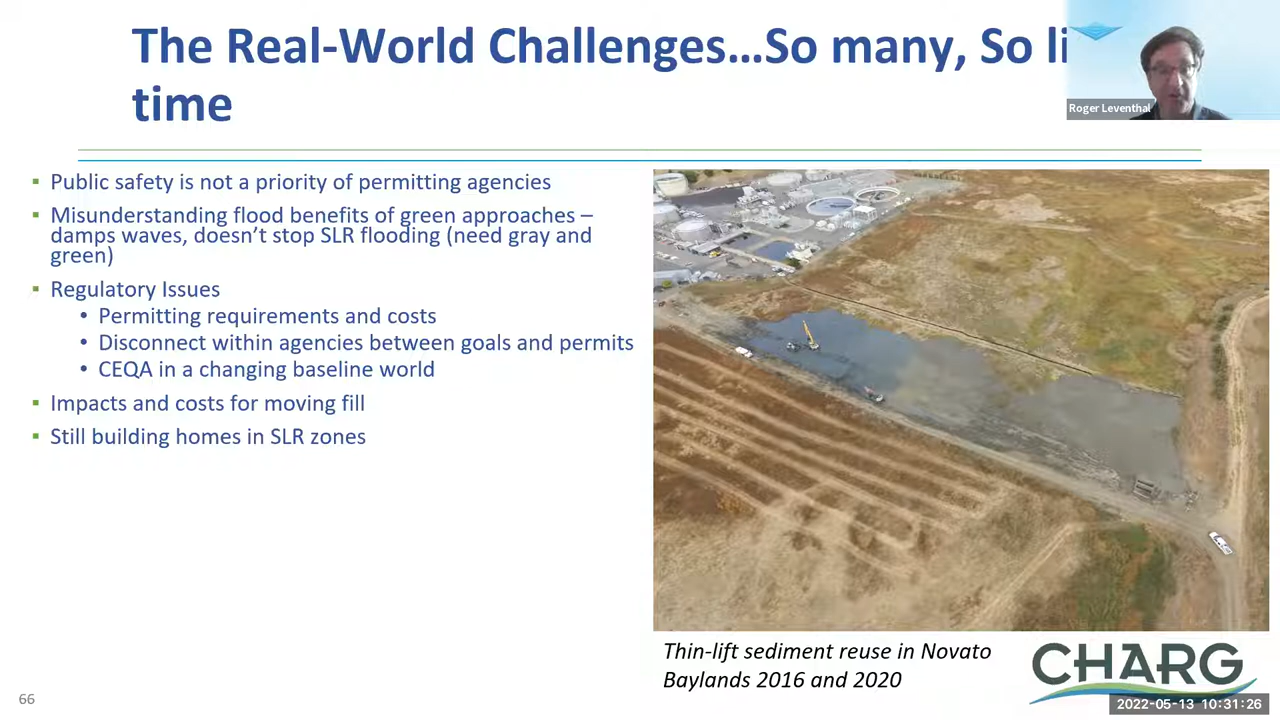 The Real-World Challenges...So many, So
time
Roger Leventhal
▪ Public safety is not a priority of permitting agencies
▪ Misunderstanding flood benefits of green approaches –
damps waves, doesn't stop SLR flooding (need gray and
green)
▪ Regulatory Issues
• Permitting requirements and costs
• Disconnect within agencies between goals and permits
• CEQA in a changing baseline world
▪ Impacts and costs for moving fill
▪ Still building homes in SLR zones
Thin-lift sediment reuse in Novato
Baylands 2016 and 2020
CHARG
66
2022-05-13 10:31:26